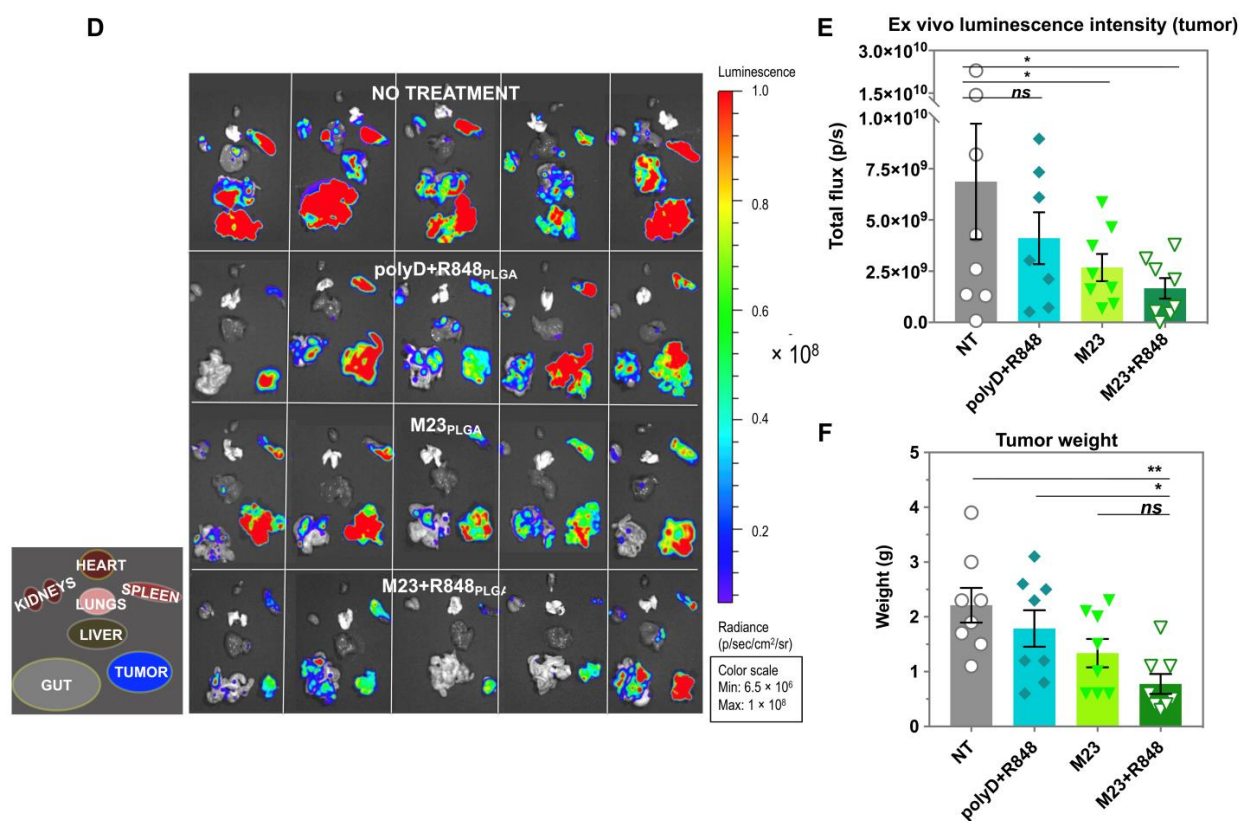 D
NO TREATMENT
polyD+R848PLGA
M23PLGA
M23+R848PLGA
HEART
KIDNEYS
LUNGS
SPLEEN
LIVER
TUMOR
GUT
Luminescence
1.0
0.8
0.6
× 10⁸
0.4
0.2
Radiance
(p/sec/cm²/sr)
Color scale
Min: 6.5 × 10⁶
Max: 1 × 10⁸
E
Ex vivo luminescence intensity (tumor)
Total flux (p/s)
3.0×10¹⁰
1.5×10¹⁰
1.0×10¹⁰
7.5×10⁹
5.0×10⁹
2.5×10⁹
0.0
*
*
ns
NT
polyD+R848
M23
M23+R848
F
Tumor weight
Weight (g)
5
4
3
2
1
0
**
*
ns
NT
polyD+R848
M23
M23+R848